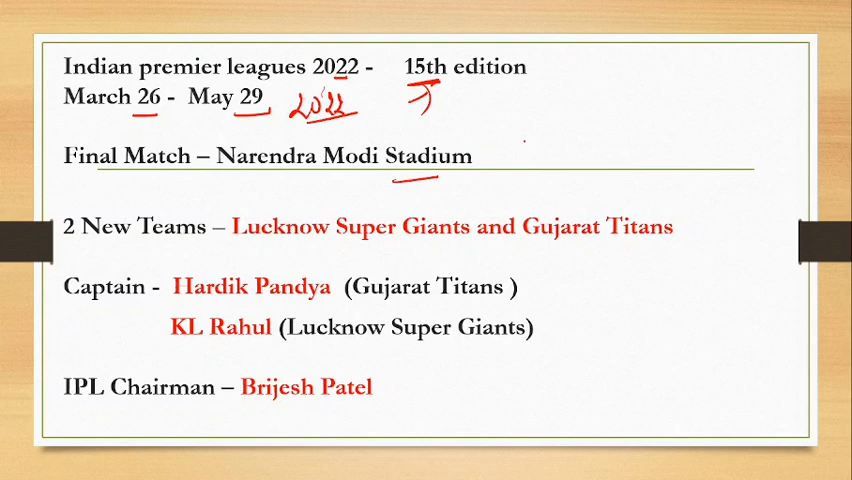 Indian premier leagues 2022 - 15th edition
March 26 - May 29 2022
Final Match – Narendra Modi Stadium
2 New Teams – Lucknow Super Giants and Gujarat Titans
Captain - Hardik Pandya (Gujarat Titans )
KL Rahul (Lucknow Super Giants)
IPL Chairman – Brijesh Patel